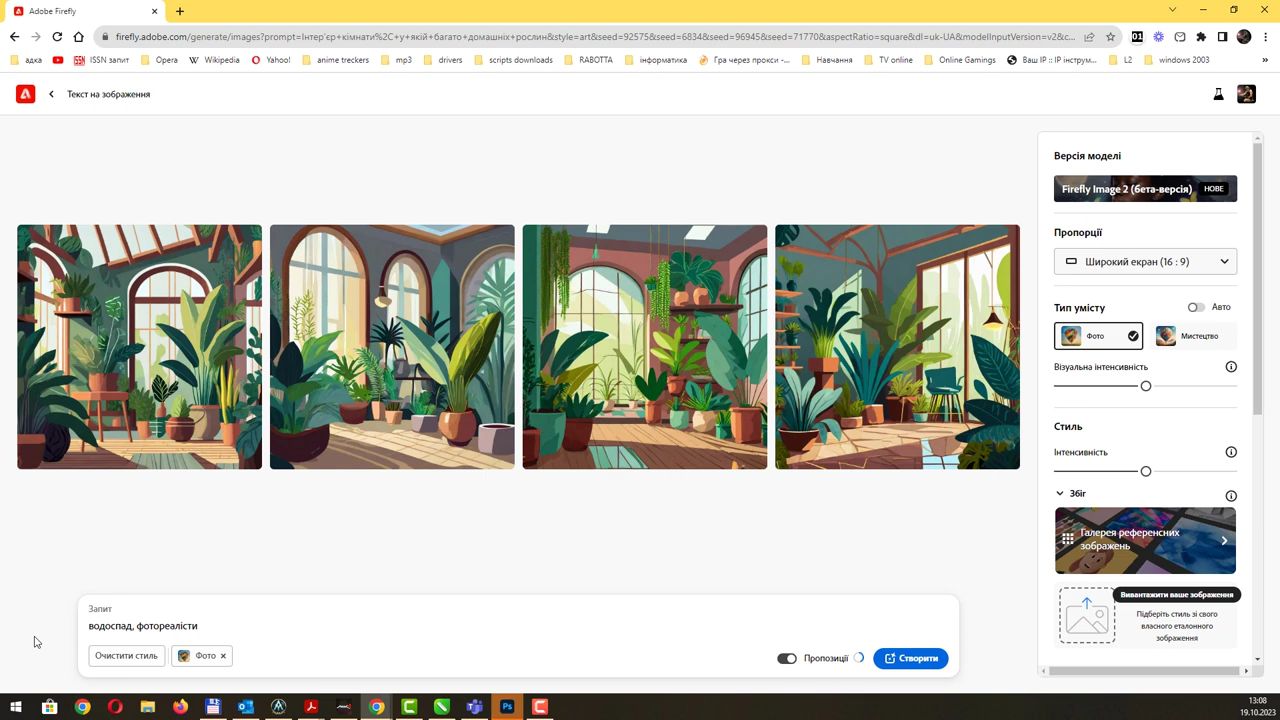 Adobe Firefly
firefly.adobe.com/generate/images?prompt=Інтер'єр+кімнати%2C+у+якій+багато+домашніх+рослин&style=art&seed=92575&seed=6834&seed=96945&seed=71770&aspectRatio=square&dl=uk-UA&modelInputVersion=v2&c...
адка
ISSN запит
Opera
Wikipedia
Yahoo!
anime treckers
mp3
drivers
scripts downloads
RABOTTA
інформатика
Гра через прокси -...
Навчання
TV online
Online Gamings
Ваш IP :: IP інструм...
L2
windows 2003
Текст на зображення
Версія моделі
Firefly Image 2 (бета-версія)
НОВЕ
Пропорції
Широкий екран (16 : 9)
Тип умісту
Авто
Фото
Мистецтво
Візуальна інтенсивність
Стиль
Інтенсивність
Збіг
Галерея референсних
зображень
Вивантажити ваше зображення
Підберіть стиль зі свого
власного еталонного
зображення
Запит
водоспад, фотореалісти
Очистити стиль
Фото
Пропозиції
Створити
13:08
19.10.2023